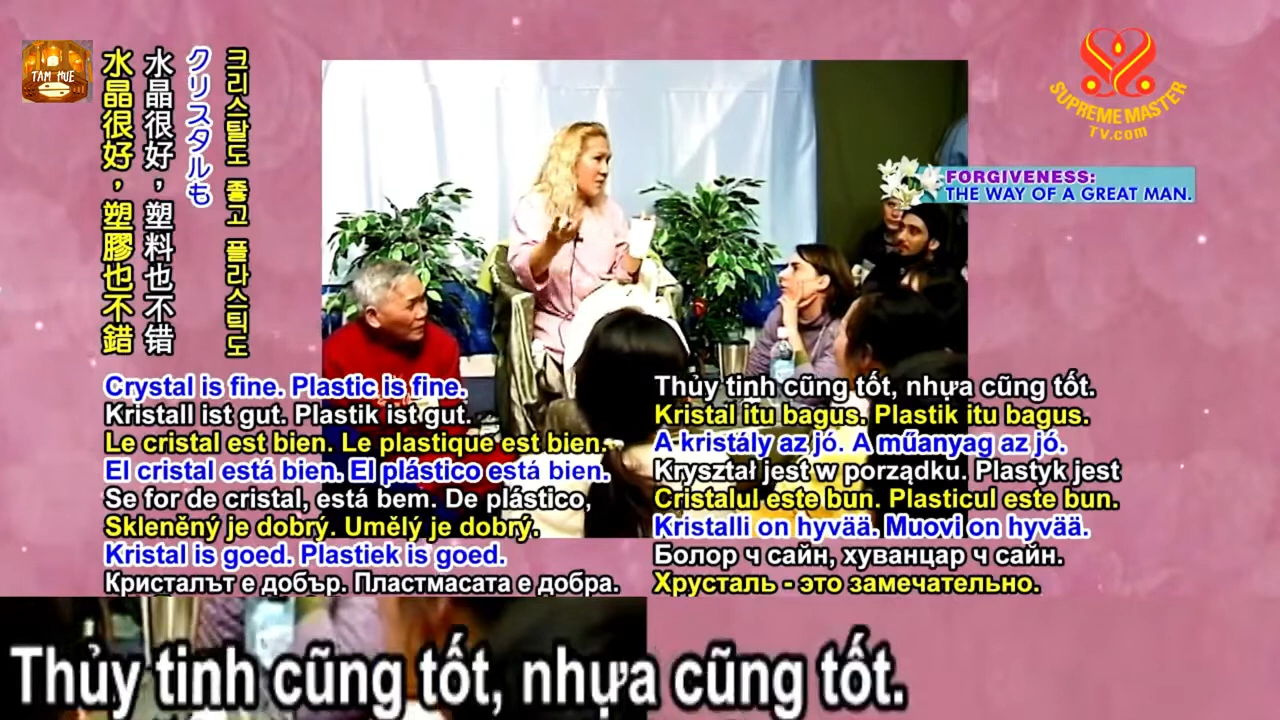 TAM HUE
水晶很好，塑膠也不錯
水晶很好，塑料也不错
クリスタルも
크리스탈도 좋고 플라스틱도
SUPREME MASTER
TV.com
FORGIVENESS:
THE WAY OF A GREAT MAN.
Crystal is fine. Plastic is fine.
Kristall ist gut. Plastik ist gut.
Le cristal est bien. Le plastique est bien.
El cristal está bien. El plástico está bien.
Se for de cristal, está bem. De plástico,
Skleněný je dobrý. Umělý je dobrý.
Kristal is goed. Plastiek is goed.
Кристалът е добър. Пластмасата е добра.
Thủy tinh cũng tốt, nhựa cũng tốt.
Kristal itu bagus. Plastik itu bagus.
A kristály az jó. A műanyag az jó.
Kryształ jest w porządku. Plastyk jest
Cristalul este bun. Plasticul este bun.
Kristalli on hyvää. Muovi on hyvää.
Болор ч сайн, хуванцар ч сайн.
Хрусталь - это замечательно.
Thủy tinh cũng tốt, nhựa cũng tốt.